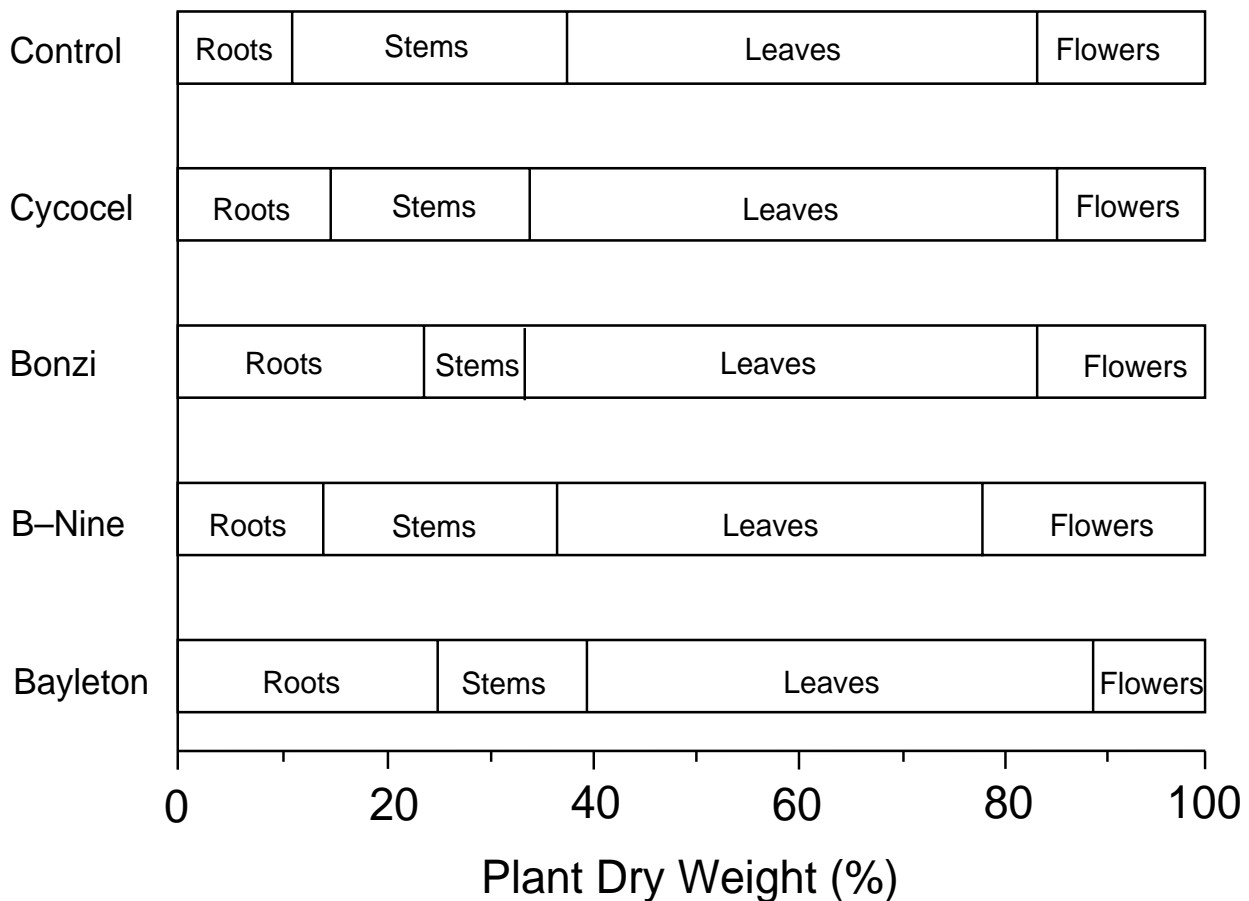 Control Roots Stems Leaves Flowers
Cycocel Roots Stems Leaves Flowers
Bonzi Roots Stems Leaves Flowers
B–Nine Roots Stems Leaves Flowers
Bayleton Roots Stems Leaves Flowers
0 20 40 60 80 100
Plant Dry Weight (%)